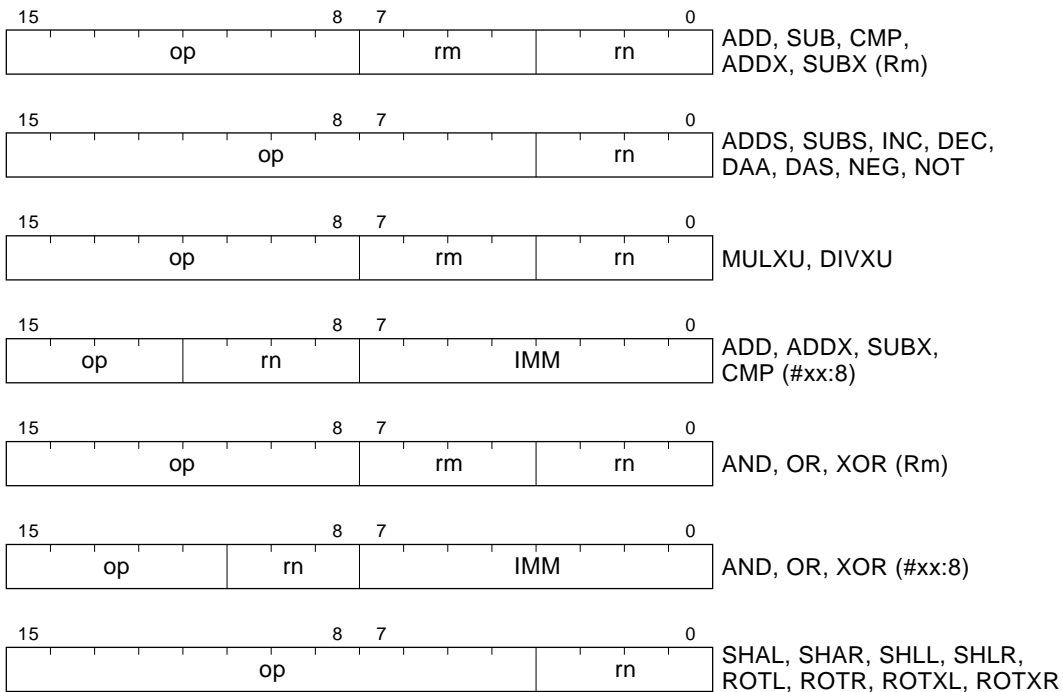 15 8 7 0
op rm rn
ADD, SUB, CMP,
ADDX, SUBX (Rm)
15 8 7 0
op rn
ADDS, SUBS, INC, DEC,
DAA, DAS, NEG, NOT
15 8 7 0
op rm rn
MULXU, DIVXU
15 8 7 0
op rn IMM
ADD, ADDX, SUBX,
CMP (#xx:8)
15 8 7 0
op rm rn
AND, OR, XOR (Rm)
15 8 7 0
op rn IMM
AND, OR, XOR (#xx:8)
15 8 7 0
op rn
SHAL, SHAR, SHLL, SHLR,
ROTL, ROTR, ROTXL, ROTXR